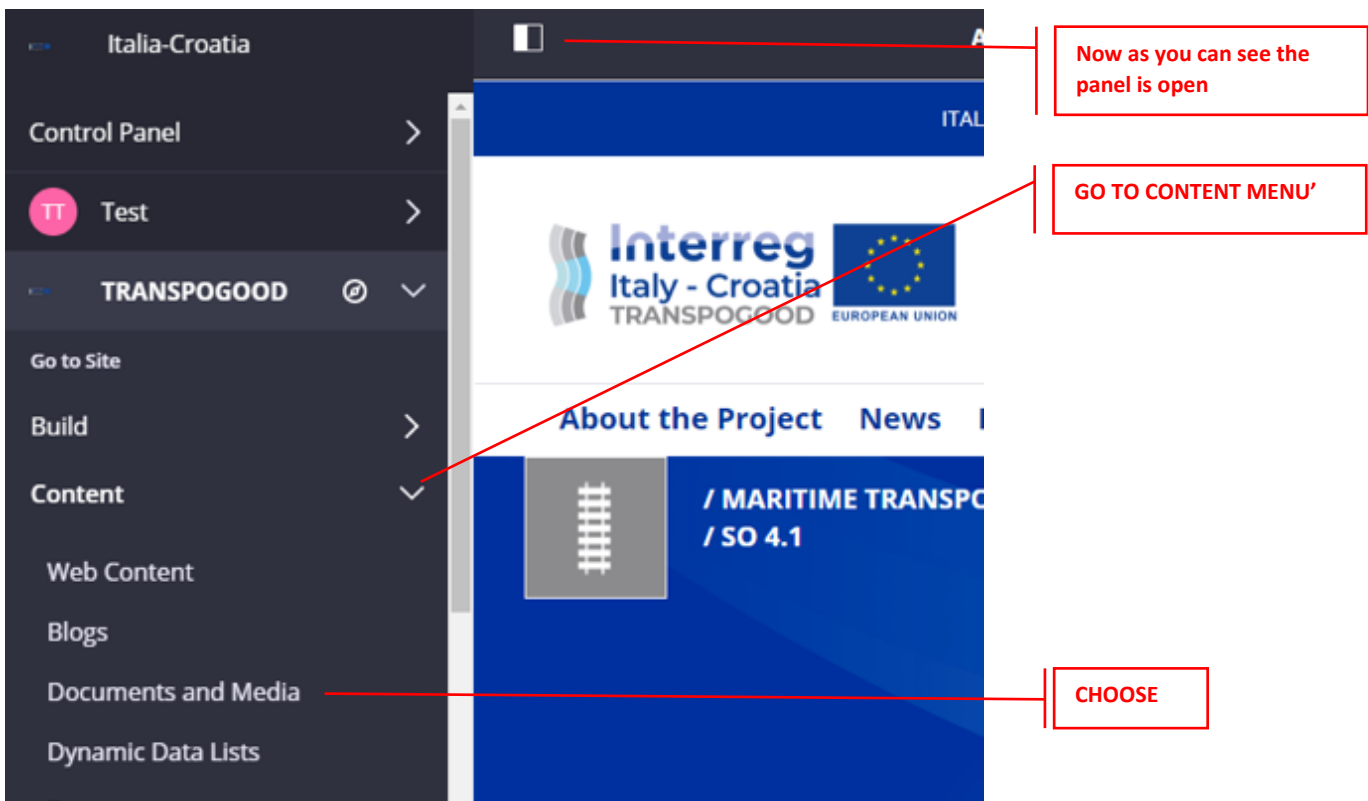 Italia-Croatia
Control Panel
TT Test
TRANSPOGOOD
Go to Site
Build
Content
Web Content
Blogs
Documents and Media
Dynamic Data Lists
A
ITAL
Interreg
Italy - Croatia
TRANSPOGOOD
EUROPEAN UNION
About the Project News
/ MARITIME TRANSPO
/ SO 4.1
Now as you can see the
panel is open
GO TO CONTENT MENU’
CHOOSE